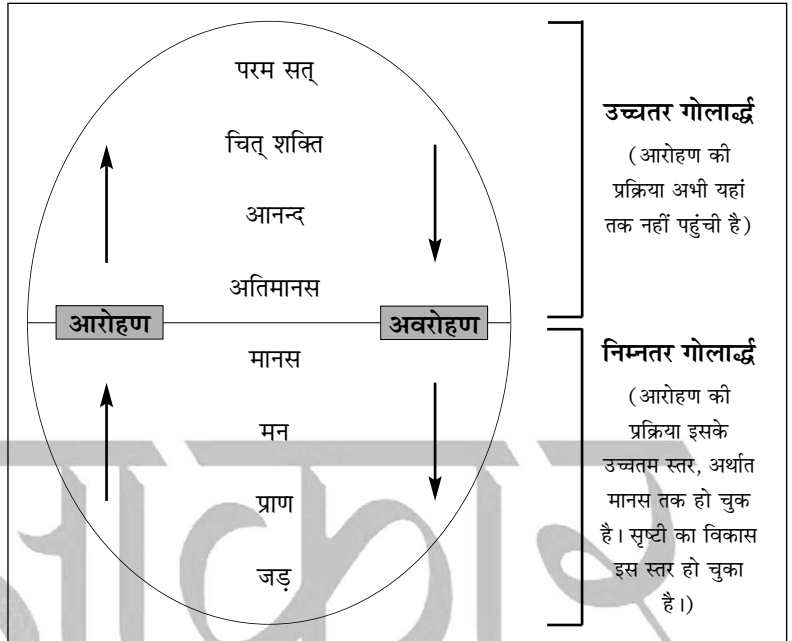 परम सत्
चित् शक्ति
आनन्द
अतिमानस
आरोहण
अवरोहण
मानस
मन
प्राण
जड़
उच्चतर गोलार्द्ध
(आरोहण की
प्रक्रिया अभी यहां
तक नहीं पहुंची है)
निम्नतर गोलार्द्ध
(आरोहण की
प्रक्रिया इसके
उच्चतम स्तर, अर्थात
मानस तक हो चुक
है। सृष्टी का विकास
इस स्तर हो चुका
है।)